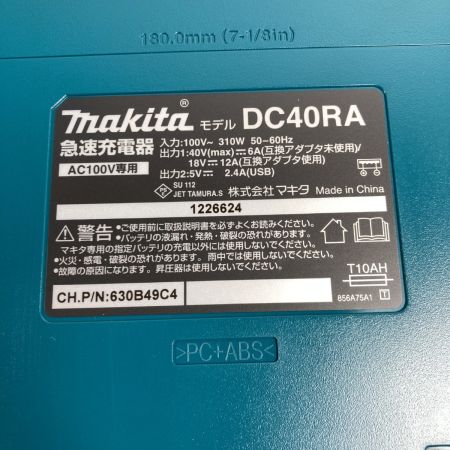 180.0mm (7-1/8in)
makita® モデル DC40RA
急速充電器
AC100V専用
入力:100V~ 310W 50-60Hz
出力1:40V(max)⎓6A(互換アダプタ未使用)/
18V⎓12A(互換アダプタ使用)
出力2:5V⎓ 2.4A(USB)
PS E
SU 112
JET TAMURA.S
株式会社マキタ Made in China
1226624
⚠警告
•ご使用前に取扱説明書を必ずよくお読みください。
•バッテリの液漏れ・発熱・破裂の恐れがあります。
マキタ専用の指定バッテリの充電以外には使用しないでください。
•火災・感電・破裂の恐れがあります。雨中では使用しないでください。
•故障の原因になります。昇圧器は使用しないでください。
T10AH
CH.P/N:630B49C4
856A75A1
>PC+ABS<